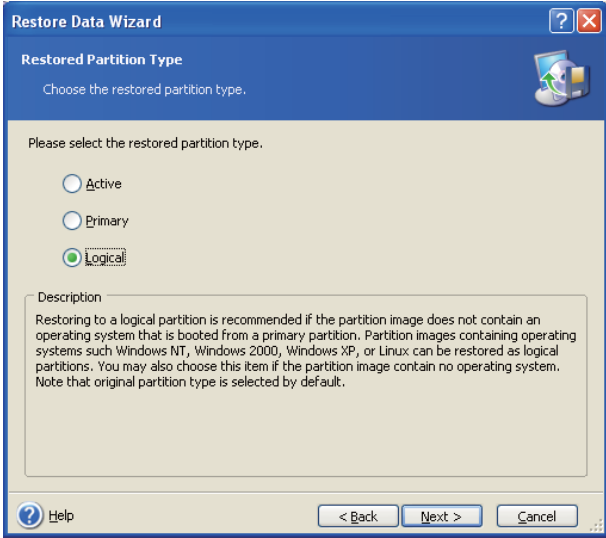 Restore Data Wizard
Restored Partition Type
Choose the restored partition type.
Please select the restored partition type.
Active
Primary
Logical
Description
Restoring to a logical partition is recommended if the partition image does not contain an
operating system that is booted from a primary partition. Partition images containing operating
systems such Windows NT, Windows 2000, Windows XP, or Linux can be restored as logical
partitions. You may also choose this item if the partition image contain no operating system.
Note that original partition type is selected by default.
? Help
< Back
Next >
Cancel